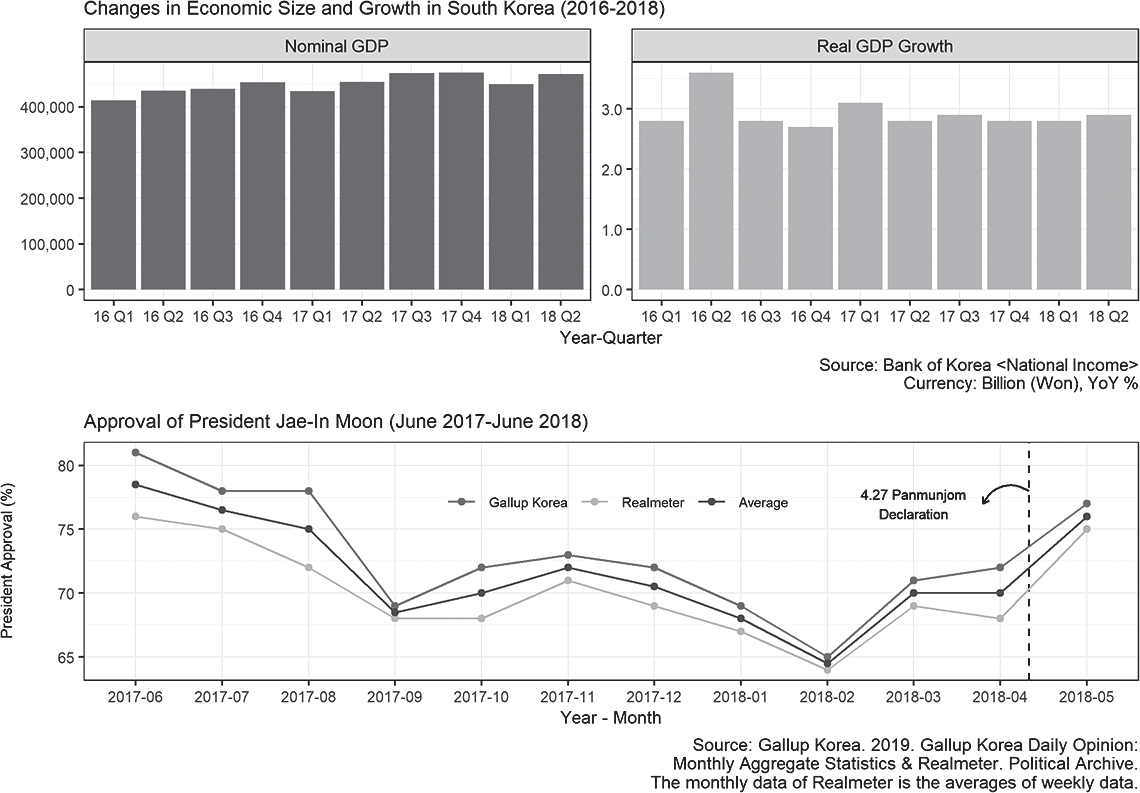 Changes in Economic Size and Growth in South Korea (2016-2018)
Nominal GDP
Real GDP Growth
400,000
300,000
200,000
100,000
0
3.0
2.0
1.0
0.0
16 Q1 16 Q2 16 Q3 16 Q4 17 Q1 17 Q2 17 Q3 17 Q4 18 Q1 18 Q2
16 Q1 16 Q2 16 Q3 16 Q4 17 Q1 17 Q2 17 Q3 17 Q4 18 Q1 18 Q2
Year-Quarter
Source: Bank of Korea <National Income>
Currency: Billion (Won), YoY %
Approval of President Jae-In Moon (June 2017-June 2018)
President Approval (%)
80
75
70
65
Gallup Korea Realmeter Average
4.27 Panmunjom
Declaration
2017-06 2017-07 2017-08 2017-09 2017-10 2017-11 2017-12 2018-01 2018-02 2018-03 2018-04 2018-05
Year - Month
Source: Gallup Korea. 2019. Gallup Korea Daily Opinion:
Monthly Aggregate Statistics & Realmeter. Political Archive.
The monthly data of Realmeter is the averages of weekly data.